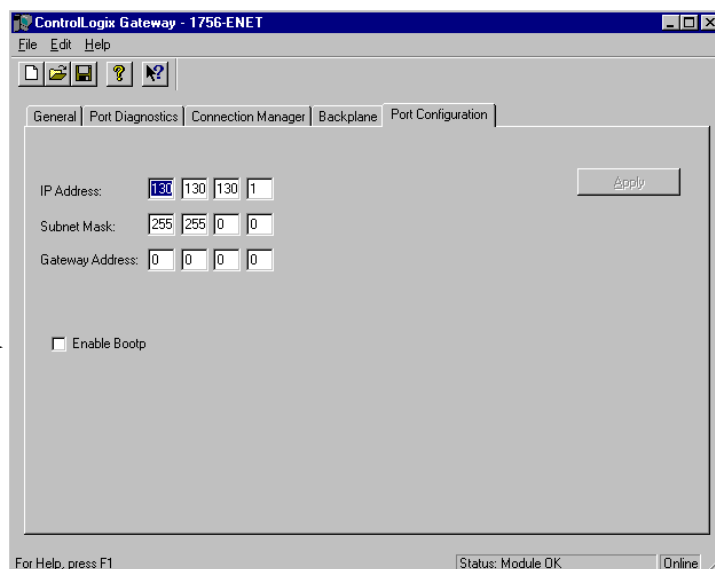 ControlLogix Gateway - 1756-ENET
File Edit Help
General Port Diagnostics Connection Manager Backplane Port Configuration
IP Address: 130 130 130 1
Apply
Subnet Mask: 255 255 0 0
Gateway Address: 0 0 0 0
Enable Bootp
For Help, press F1 Status: Module OK Online